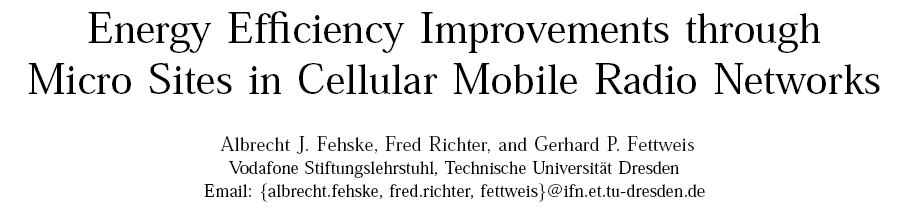 Energy Efficiency Improvements through
Micro Sites in Cellular Mobile Radio Networks
Albrecht J. Fehske, Fred Richter, and Gerhard P. Fettweis
Vodafone Stiftungslehrstuhl, Technische Universität Dresden
Email: {albrecht.fehske, fred.richter, fettweis}@ifn.et.tu-dresden.de